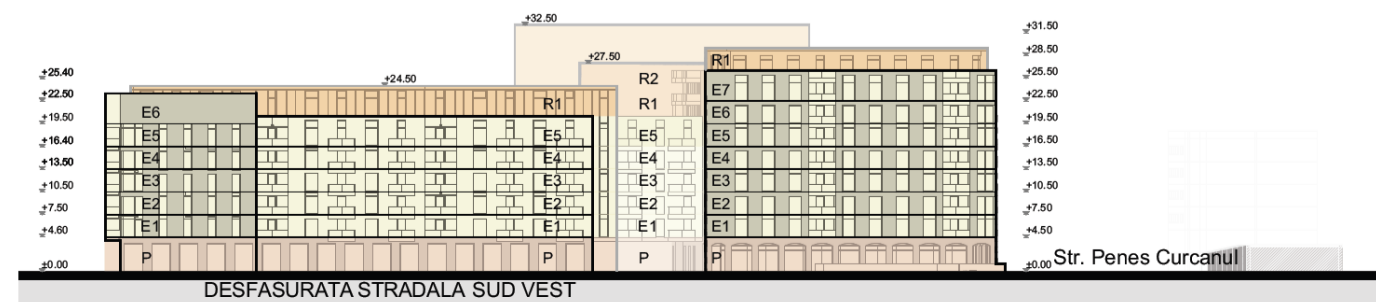 +32.50
+31.50
+28.50
+27.50
R1
+25.40
+24.50
R2
+25.50
E7
+22.50
+22.50
E6
R1
R1
E6
+19.50
+19.50
E5
E5
E5
E5
+16.40
+16.50
E4
E4
E4
E4
+13.50
+13.50
E3
E3
E3
E3
+10.50
+10.50
E2
E2
E2
E2
+7.50
+7.50
E1
E1
E1
E1
+4.60
+4.50
P
P
P
P
±0.00
±0.00
Str. Penes Curcanul
DESFASURATA STRADALA SUD VEST